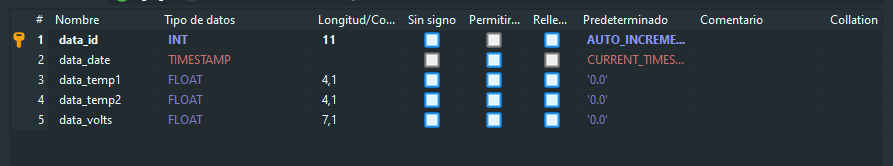 # Nombre Tipo de datos Longitud/Co... Sin signo Permitir... Relle... Predeterminado Comentario Collation
1 data_id INT 11 AUTO_INCREME...
2 data_date TIMESTAMP CURRENT_TIMES...
3 data_temp1 FLOAT 4,1 '0.0'
4 data_temp2 FLOAT 4,1 '0.0'
5 data_volts FLOAT 7,1 '0.0'